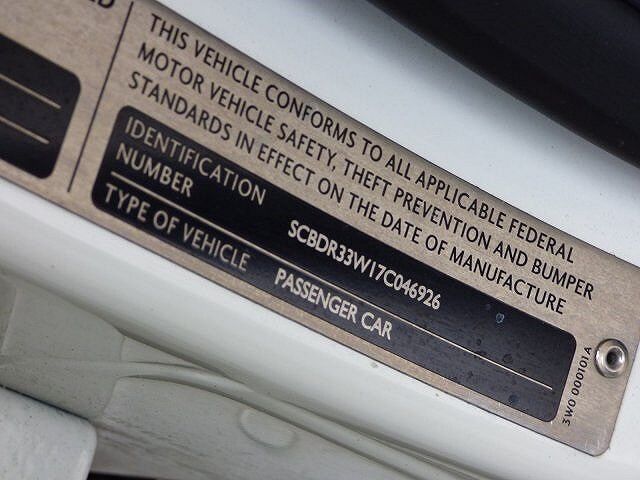 ED
THIS VEHICLE CONFORMS TO ALL APPLICABLE FEDERAL
MOTOR VEHICLE SAFETY, THEFT PREVENTION AND BUMPER
STANDARDS IN EFFECT ON THE DATE OF MANUFACTURE
IDENTIFICATION
NUMBER SCBDR33W17C046926
TYPE OF VEHICLE PASSENGER CAR
3W0 000101A